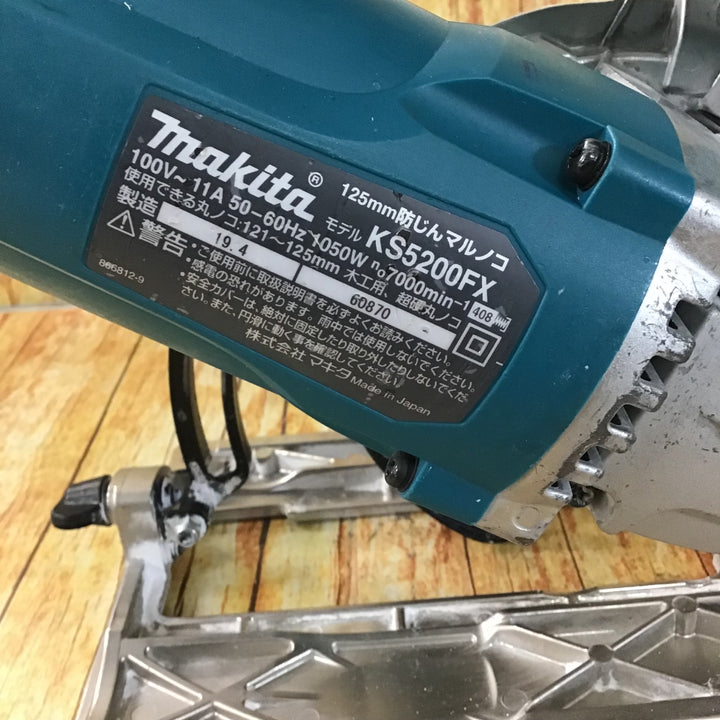 makita®
125mm防じんマルノコ
モデル KS5200FX
100V～ 11A 50-60Hz 1050W n₀7000min⁻¹
使用できる丸ノコ:121～125mm 木工用、超硬丸ノコ
製造 19.4 60870 408
警告
・ご使用前に取扱説明書を必ずよくお読みください。
・感電の恐れがあります。雨中では使用しないでください。
・安全カバーは、絶対に固定したり取り外したりしないでくだ
さい。また、円滑に動く事を確認してください。
株式会社 マキタ Made in Japan
865812-9